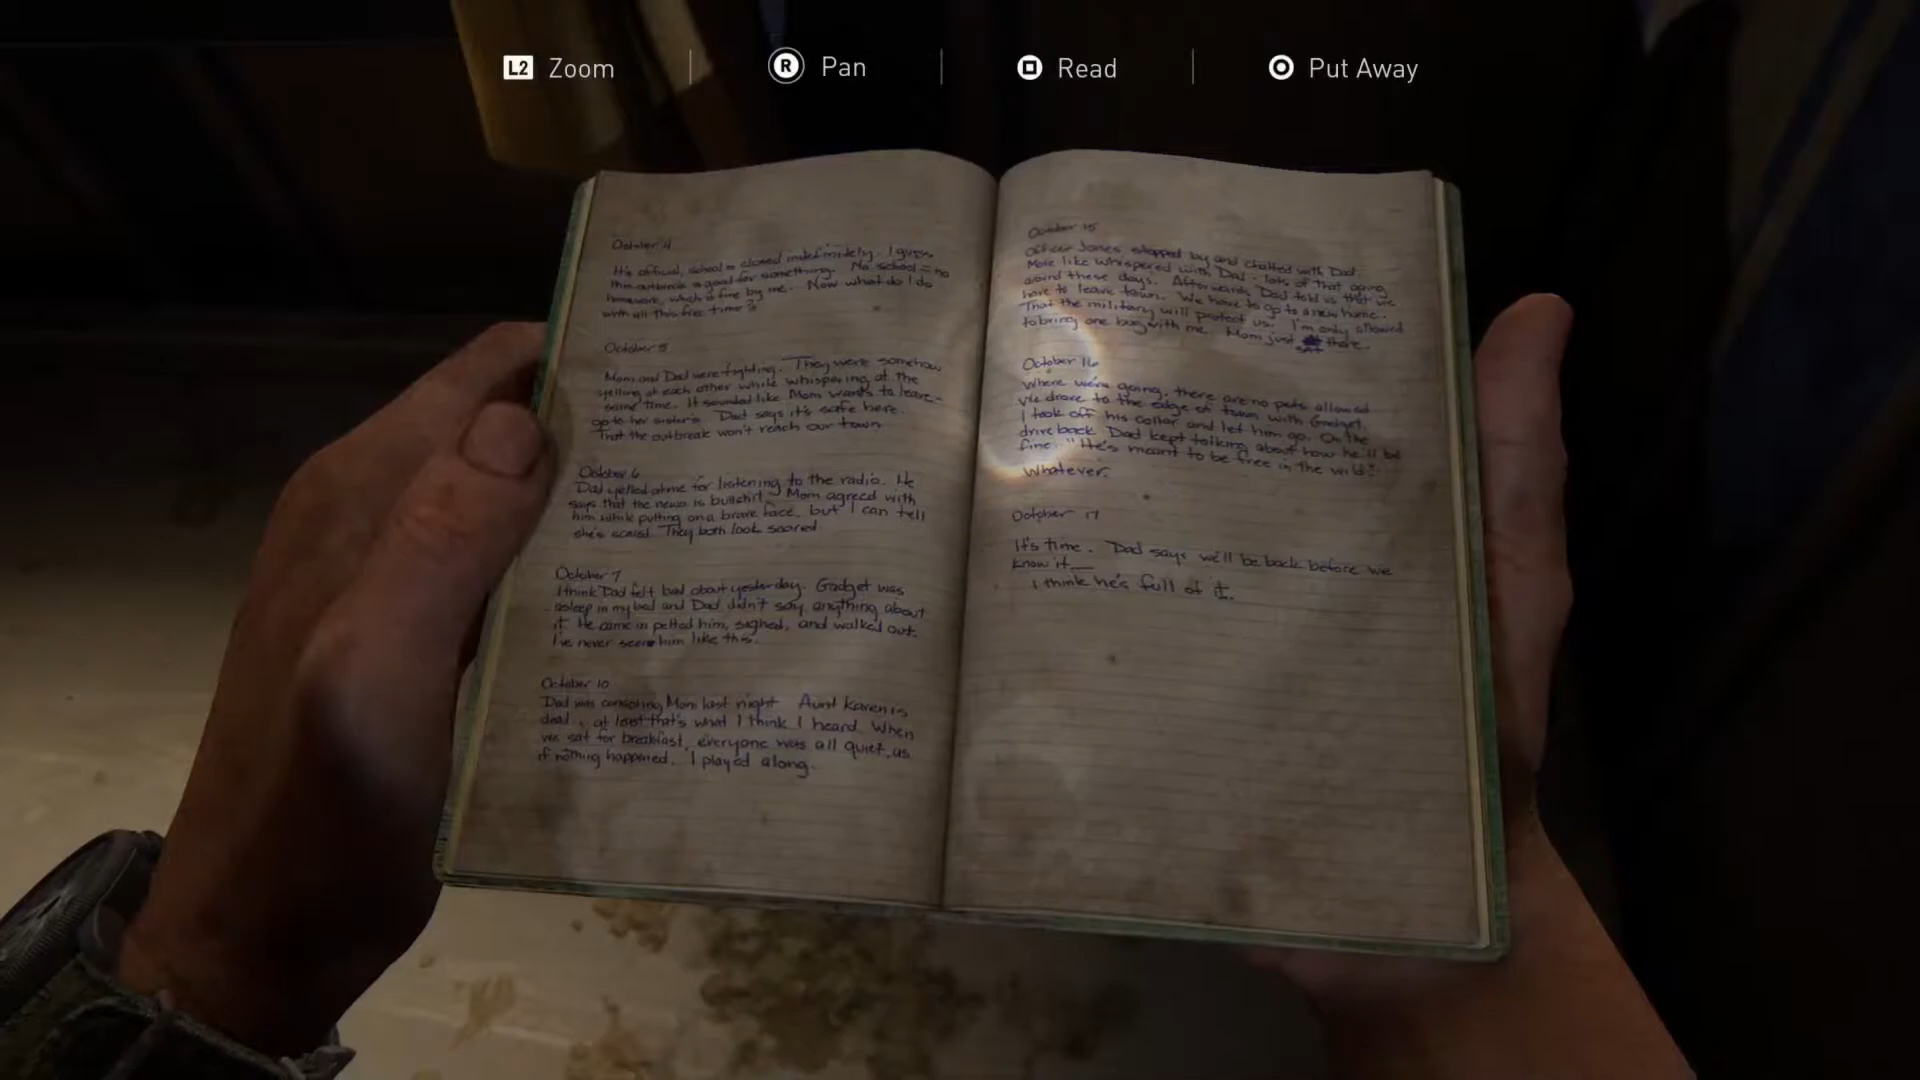 L2 Zoom
R Pan
Read
Put Away
October 4
It's official, school is closed indefinitely. I guess
this outbreak is good for something. No school = no
homework, which is fine by me. Now what do I do
with all this free time?
October 5
Mom and Dad were fighting. They were somehow
yelling at each other while whispering at the
same time. It sounded like Mom wants to leave-
go to her sister's. Dad says it's safe here.
That the outbreak won't reach our town
October 6
Dad yelled at me for listening to the radio. He
says that the news is bullshit. Mom agreed with
him while putting on a brave face, but I can tell
she's scared. They both look scared.
October 7
I think Dad felt bad about yesterday. Gadget was
asleep in my bed and Dad didn't say anything about
it. He came in petted him, sighed, and walked out.
I've never seen him like this.
October 10
Dad was consoling Mom last night Aunt Karen is
dead, at least that's what I think I heard. When
we sat for breakfast, everyone was all quiet, as
if nothing happened. I played along.
October 15
Officer Jones stopped by and chatted with Dad.
More like whispered with Dad - lots of that going
around these days. Afterwards, Dad told us that we
have to leave town. We have to go to a new home.
That the military will protect us. I'm only allowed
to bring one bag with me. Mom just sat there.
October 16
Where we're going, there are no pets allowed
We drove to the edge of town with Gadget.
I took off his collar and let him go. On the
drive back Dad kept talking about how he'll be
fine. "He's meant to be free in the wild."
Whatever.
October 17
It's time. Dad says we'll be back before we
know it
I think he's full of it.